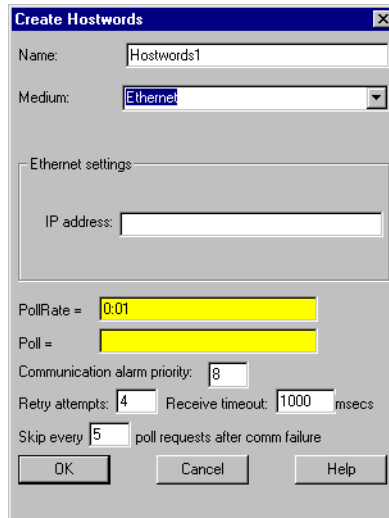 Create Hostwords
Name: Hostwords1
Medium: Ethernet
Ethernet settings
IP address:
PollRate = 0:01
Poll =
Communication alarm priority: 8
Retry attempts: 4 Receive timeout: 1000 msecs
Skip every 5 poll requests after comm failure
OK Cancel Help